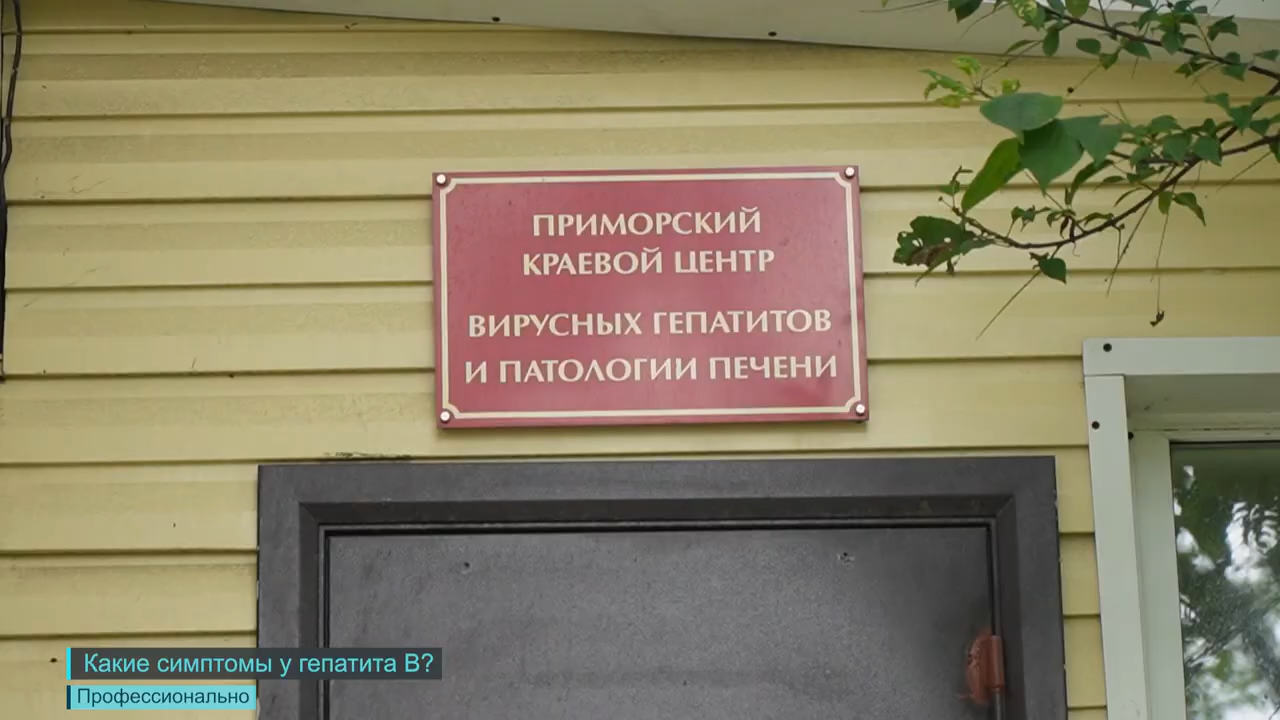 ПРИМОРСКИЙ
КРАЕВОЙ ЦЕНТР
ВИРУСНЫХ ГЕПАТИТОВ
И ПАТОЛОГИИ ПЕЧЕНИ
Какие симптомы у гепатита В?
Профессионально